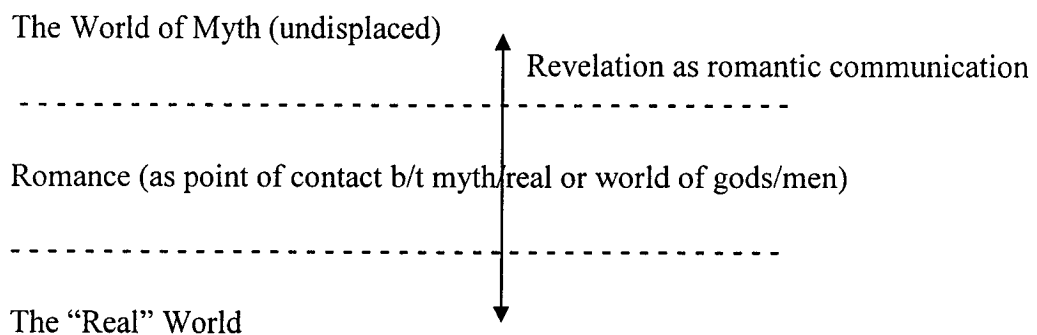 The World of Myth (undisplaced)
Revelation as romantic communication
Romance (as point of contact b/t myth/real or world of gods/men)
The “Real” World